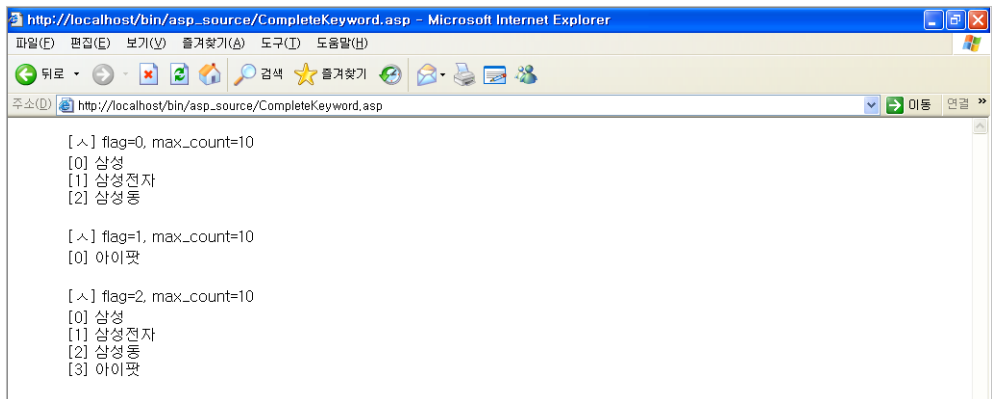 http://localhost/bin/asp_source/CompleteKeyword.asp - Microsoft Internet Explorer
파일(F) 편집(E) 보기(V) 즐겨찾기(A) 도구(T) 도움말(H)
뒤로 검색 즐겨찾기
주소(D) http://localhost/bin/asp_source/CompleteKeyword.asp 이동 연결 »
[ㅅ] flag=0, max_count=10
[0] 삼성
[1] 삼성전자
[2] 삼성동
[ㅅ] flag=1, max_count=10
[0] 아이팟
[ㅅ] flag=2, max_count=10
[0] 삼성
[1] 삼성전자
[2] 삼성동
[3] 아이팟